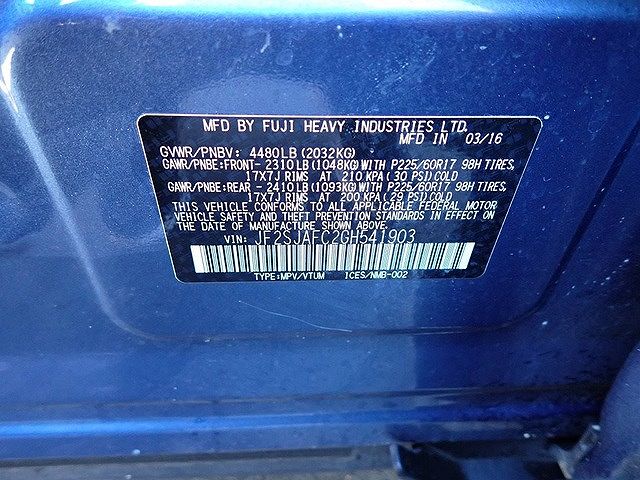 MFD BY FUJI HEAVY INDUSTRIES LTD.
MFD IN 03/16
GVWR/PNBV: 4480LB (2032KG)
GAWR/PNBE:FRONT-2310LB(1048KG) WITH P225/60R17 98H TIRES,
17X7J RIMS AT 210 KPA (30 PSI)COLD
GAWR/PNBE:REAR -2410LB(1093KG) WITH P225/60R17 98H TIRES,
17X7J RIMS AT 200 KPA (29 PSI)COLD
THIS VEHICLE CONFORMS TO ALL APPLICABLE FEDERAL MOTOR
VEHICLE SAFETY AND THEFT PREVENTION STANDARDS IN EFFECT ON
THE DATE OF MANUFACTURE SHOWN ABOVE.
VIN: JF2SJAFC2GH541903
TYPE:MPV/VTUM ICES/NMB-002